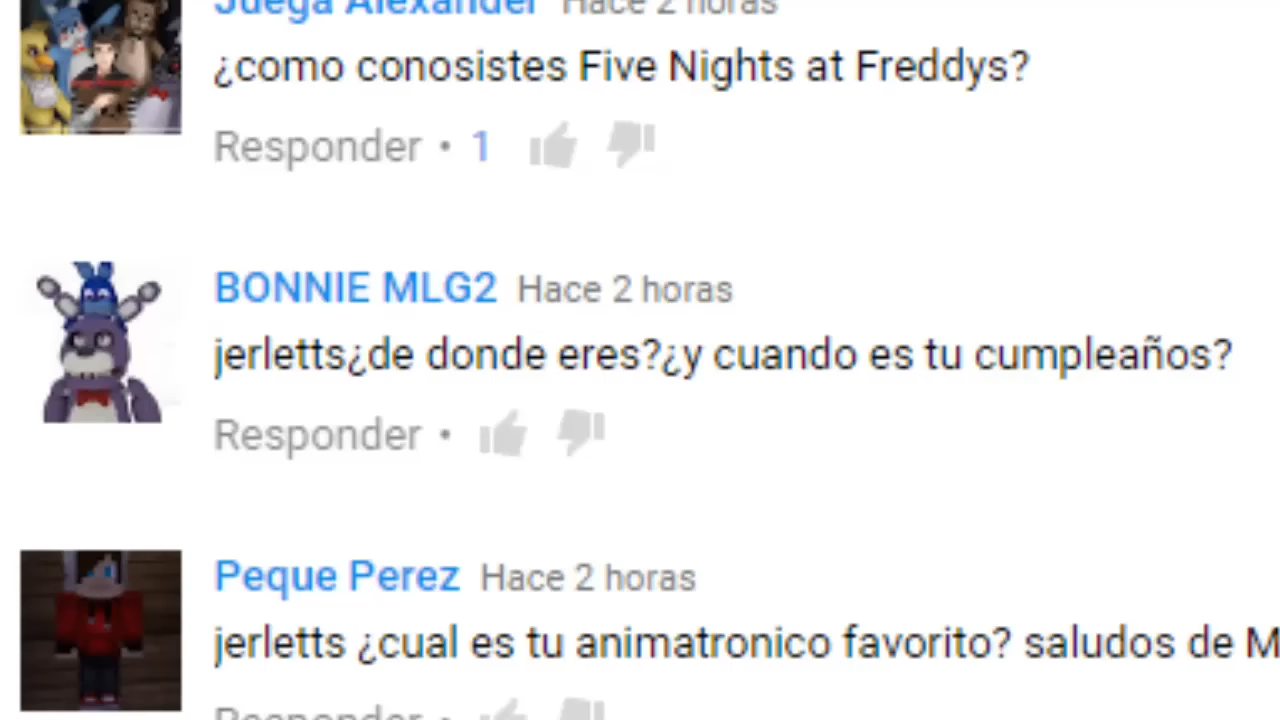 Juega Alexander Hace 2 horas
¿como conosistes Five Nights at Freddys?
Responder • 1
BONNIE MLG2 Hace 2 horas
jerletts¿de donde eres?¿y cuando es tu cumpleaños?
Responder •
Peque Perez Hace 2 horas
jerletts ¿cual es tu animatronico favorito? saludos de M
Responder •